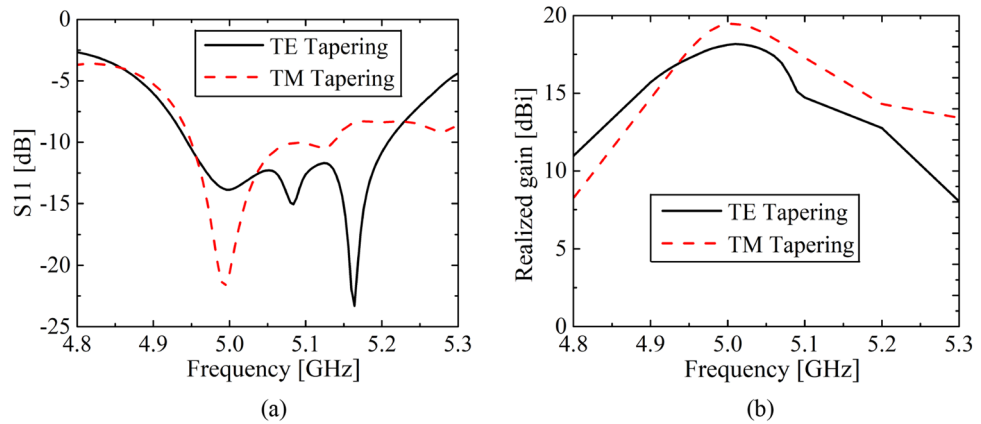 0
-5
-10
-15
-20
-25
S11 [dB]
TE Tapering
TM Tapering
4.8 4.9 5.0 5.1 5.2 5.3
Frequency [GHz]
(a)
20
15
10
5
0
Realized gain [dBi]
TE Tapering
TM Tapering
4.8 4.9 5.0 5.1 5.2 5.3
Frequency [GHz]
(b)